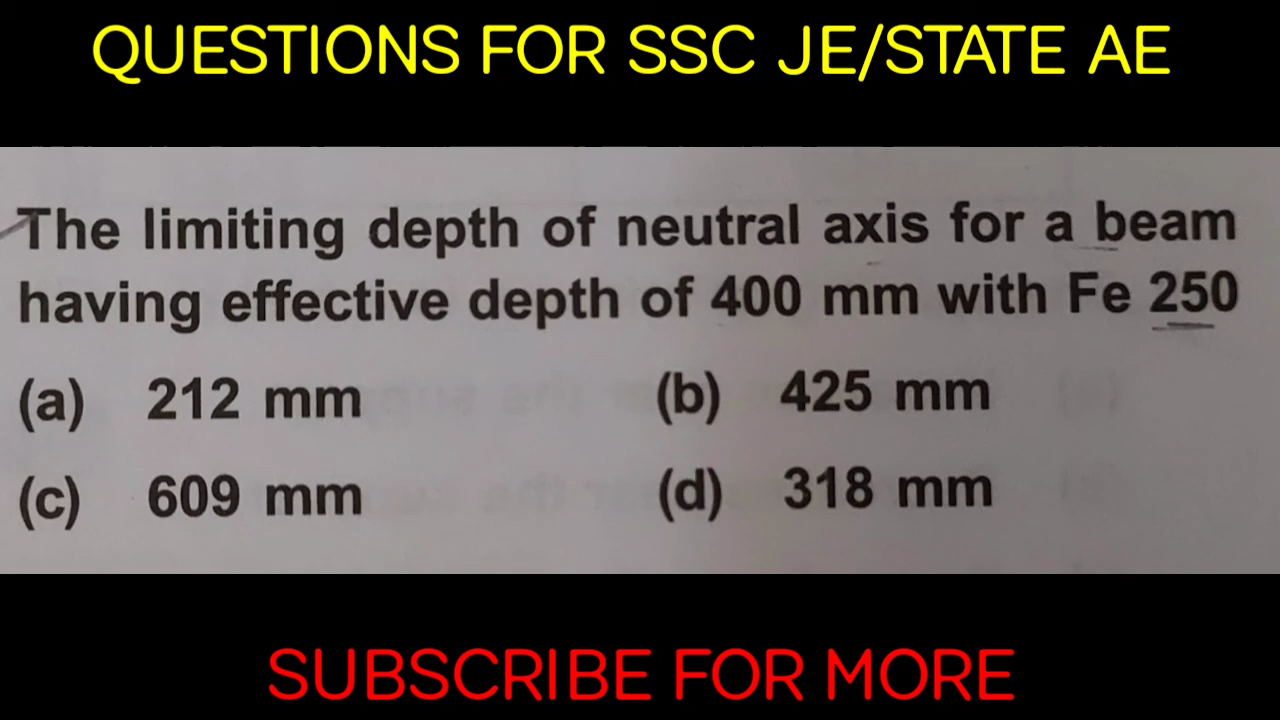 QUESTIONS FOR SSC JE/STATE AE
The limiting depth of neutral axis for a beam
having effective depth of 400 mm with Fe 250
(a) 212 mm (b) 425 mm
(c) 609 mm (d) 318 mm
SUBSCRIBE FOR MORE